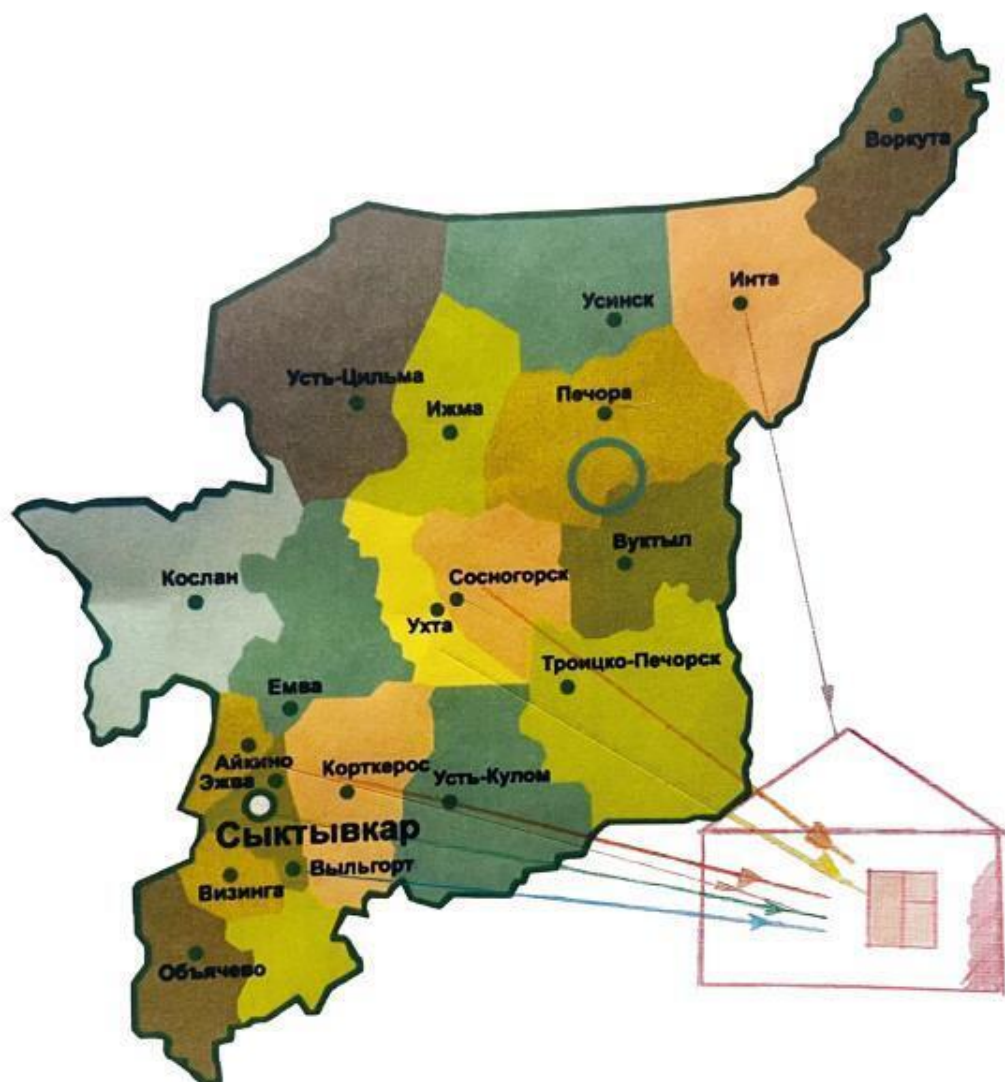 Воркута
Инта
Усинск
Усть-Цильма
Ижма
Печора
Вуктыл
Кослан
Сосногорск
Ухта
Троицко-Печорск
Емва
Айкино
Эжва
Корткерос
Усть-Кулом
Сыктывкар
Выльгорт
Визинга
Объячево